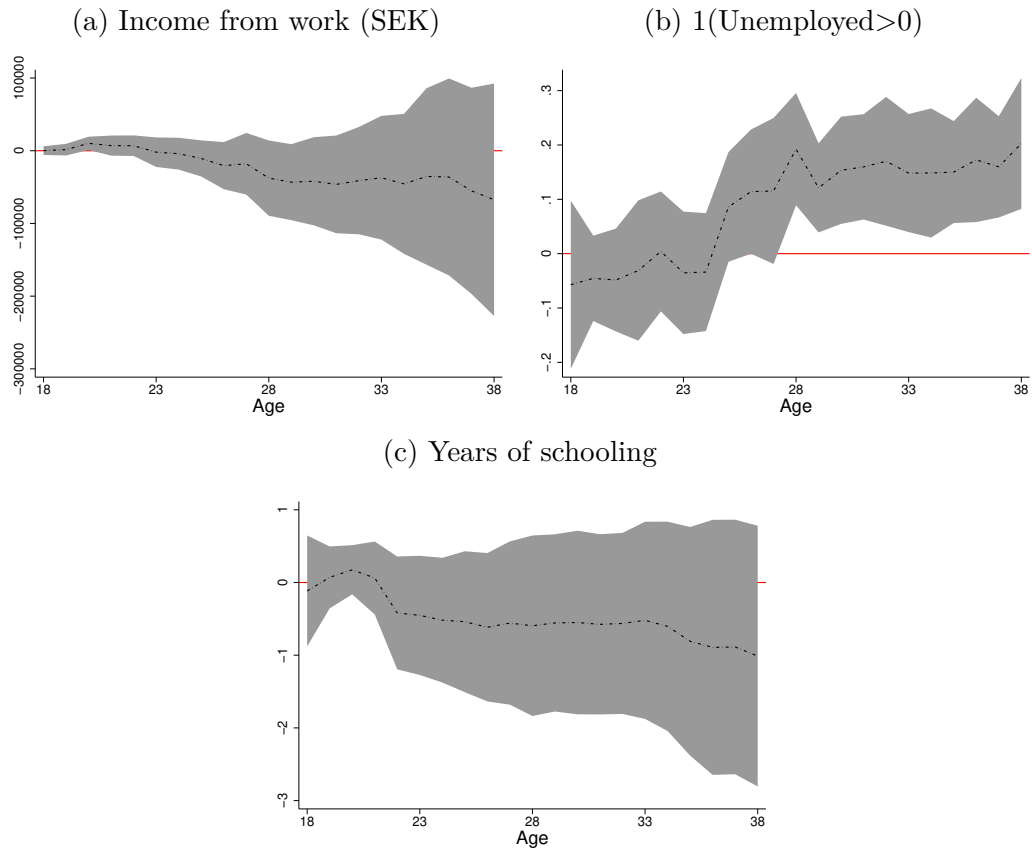 (a) Income from work (SEK)
100000
0
-100000
-200000
-300000
18 23 28 33 38
Age
(b) 1(Unemployed>0)
.3
.2
.1
0
-.1
-.2
18 23 28 33 38
Age
(c) Years of schooling
1
0
-1
-2
-3
18 23 28 33 38
Age